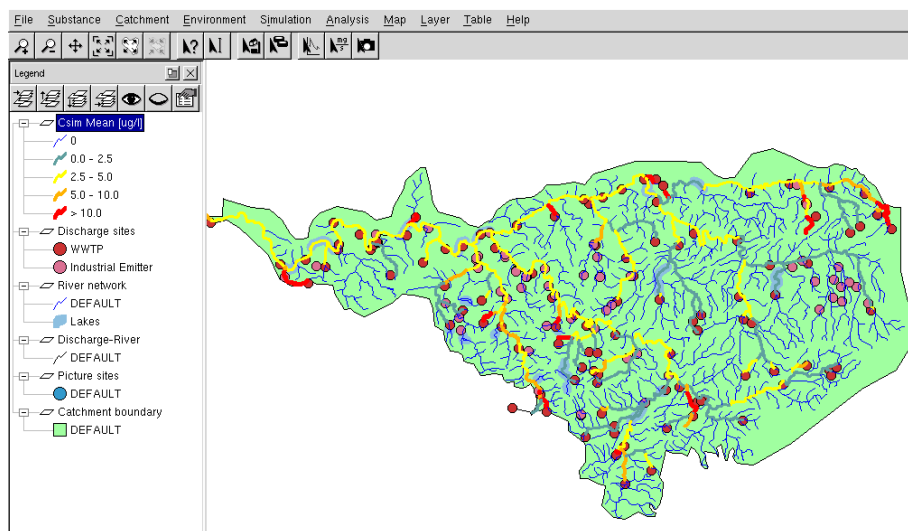 File Substance Catchment Environment Simulation Analysis Map Layer Table Help
mg
s
Legend
Csim Mean [ug/l]
0
0.0 - 2.5
2.5 - 5.0
5.0 - 10.0
> 10.0
Discharge sites
WWTP
Industrial Emitter
River network
DEFAULT
Lakes
Discharge-River
DEFAULT
Picture sites
DEFAULT
Catchment boundary
DEFAULT